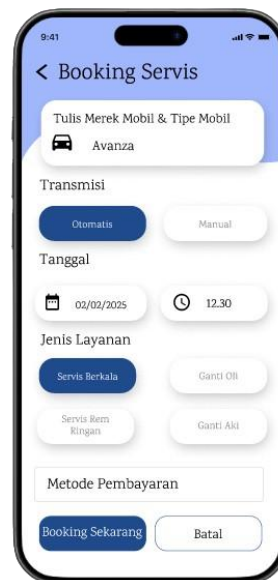 9:41
Booking Servis
Tulis Merek Mobil & Tipe Mobil
Avanza
Transmisi
Otomatis
Manual
Tanggal
02/02/2025
12.30
Jenis Layanan
Servis Berkala
Ganti Oli
Servis Rem
Ringan
Ganti Aki
Metode Pembayaran
Booking Sekarang
Batal